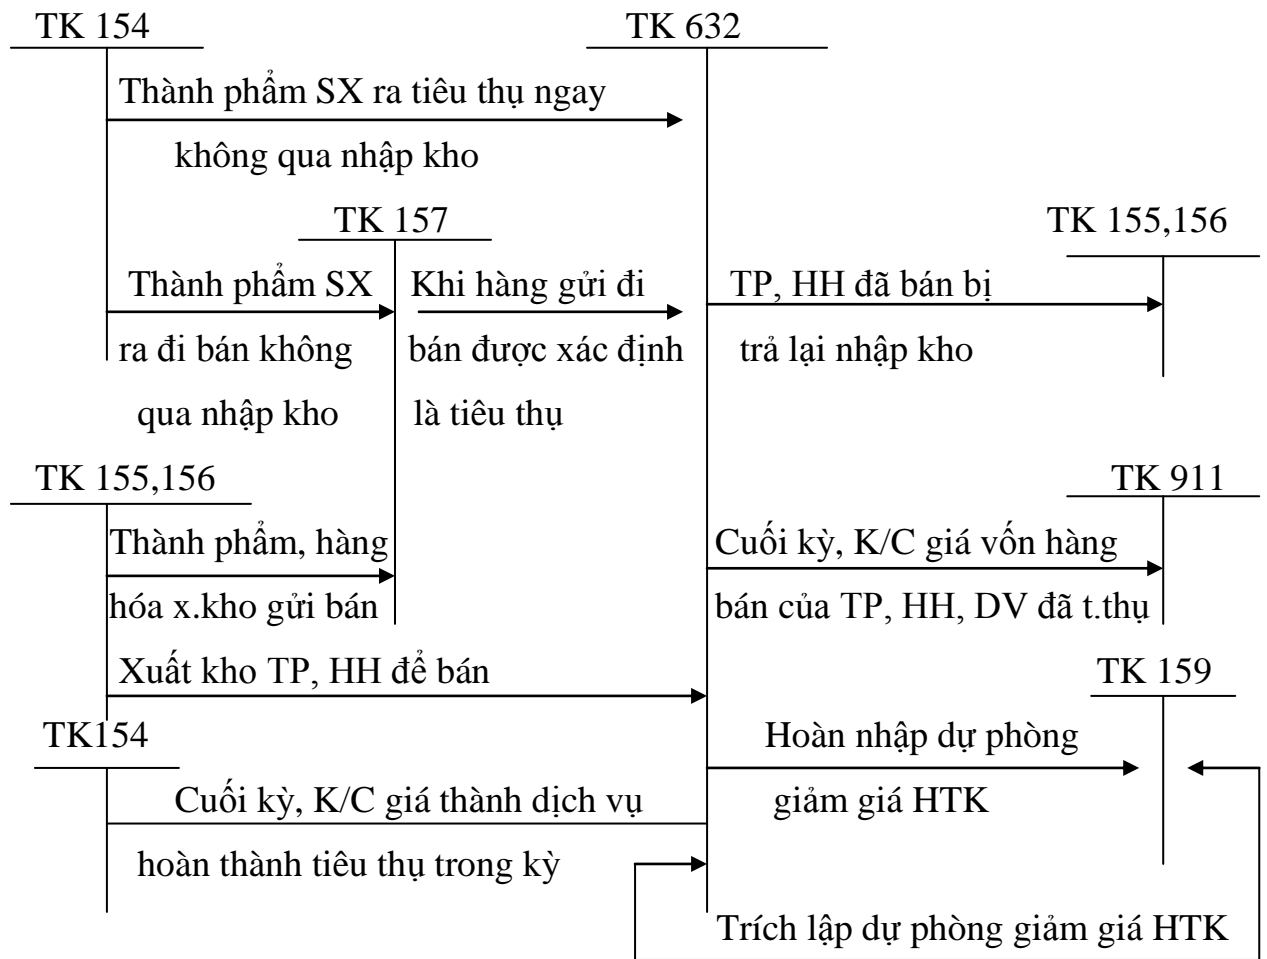 TK 154
TK 632
Thành phẩm SX ra tiêu thụ ngay
không qua nhập kho
TK 157
TK 155,156
Thành phẩm SX
ra đi bán không
qua nhập kho
Khi hàng gửi đi
bán được xác định
là tiêu thụ
TP, HH đã bán bị
trả lại nhập kho
TK 155,156
TK 911
Thành phẩm, hàng
hóa x.kho gửi bán
Cuối kỳ, K/C giá vốn hàng
bán của TP, HH, DV đã t.thụ
Xuất kho TP, HH để bán
TK 159
TK154
Hoàn nhập dự phòng
giảm giá HTK
Cuối kỳ, K/C giá thành dịch vụ
hoàn thành tiêu thụ trong kỳ
Trích lập dự phòng giảm giá HTK